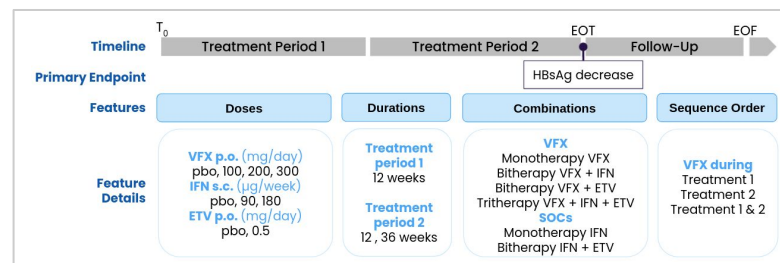 T0
EOT
EOF
Timeline
Treatment Period 1
Treatment Period 2
Follow-Up
Primary Endpoint
HBsAg decrease
Features
Doses
Durations
Combinations
Sequence Order
Feature
Details
VFX p.o. (mg/day)
pbo, 100, 200, 300
IFN s.c. (µg/week)
pbo, 90, 180
ETV p.o. (mg/day)
pbo, 0.5
Treatment
period 1
12 weeks
Treatment
period 2
12 , 36 weeks
VFX
Monotherapy VFX
Bitherapy VFX + IFN
Bitherapy VFX + ETV
Tritherapy VFX + IFN + ETV
SOCs
Monotherapy IFN
Bitherapy IFN + ETV
VFX during
Treatment 1
Treatment 2
Treatment 1 & 2